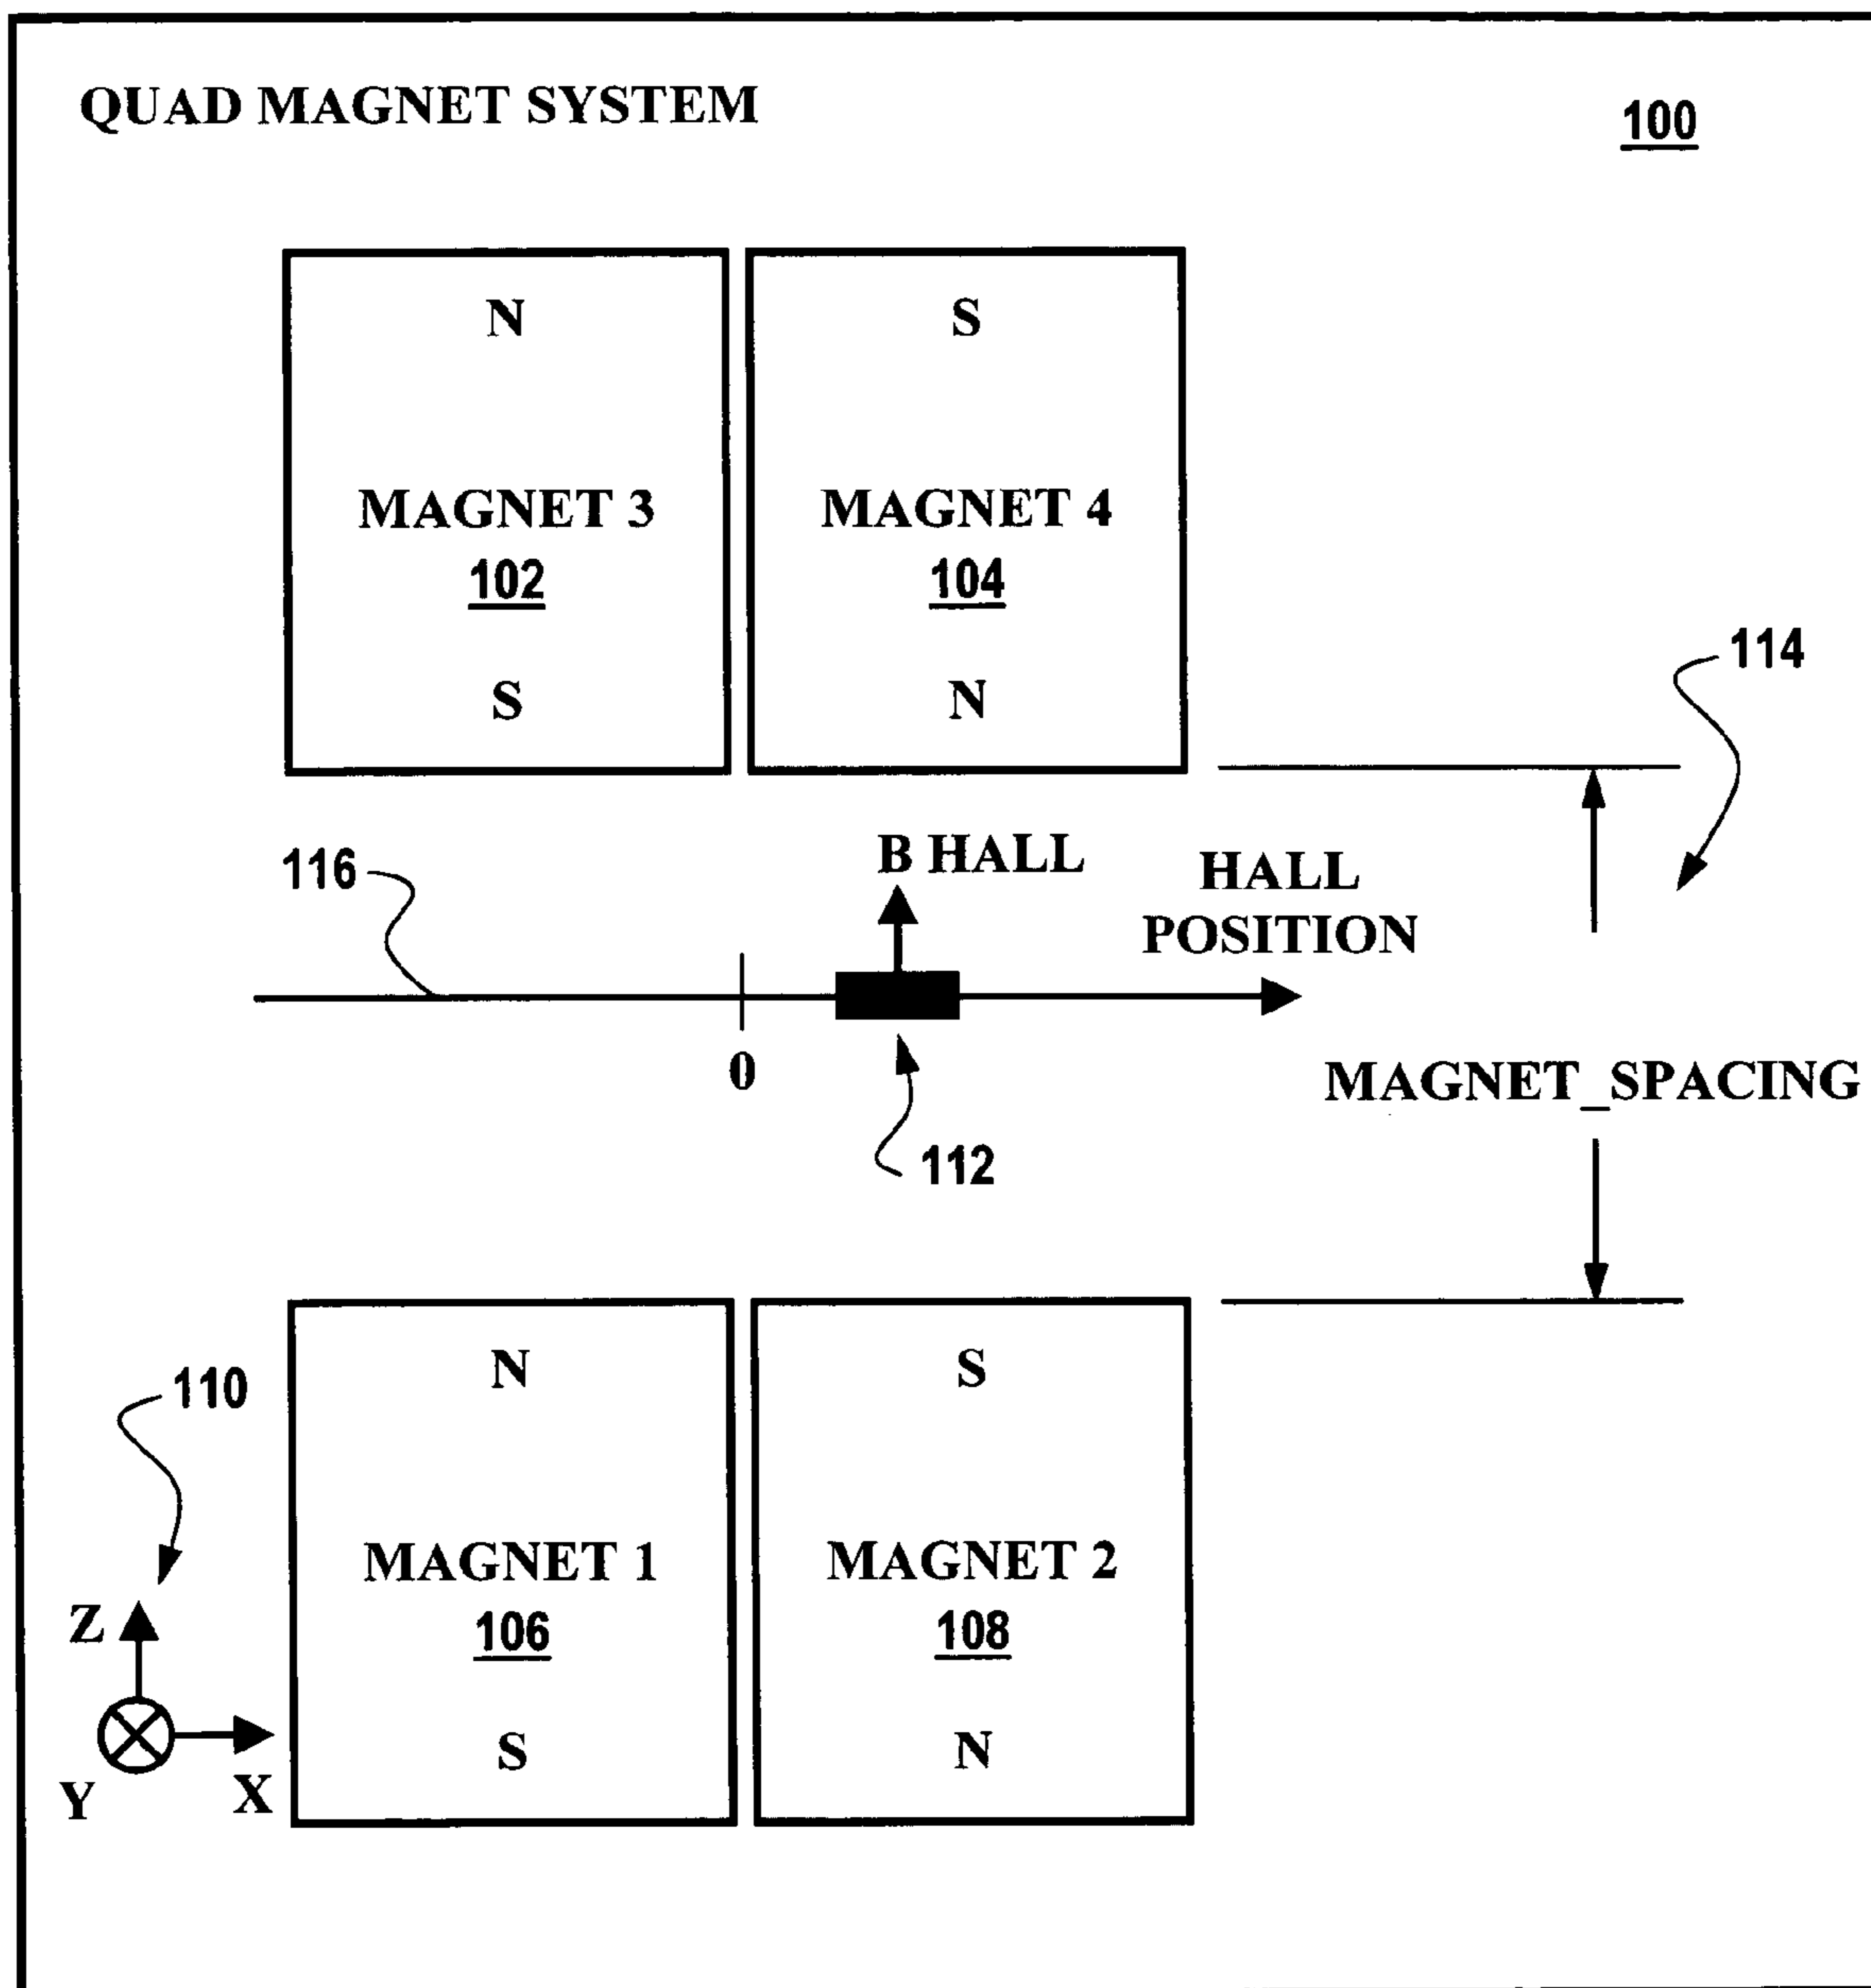 QUAD MAGNET SYSTEM
100
N
S
MAGNET 3
MAGNET 4
102
104
S
N
114
116
B HALL
HALL
POSITION
0
MAGNET_SPACING
112
N
S
110
MAGNET 1
MAGNET 2
106
108
Z
S
N
Y
X